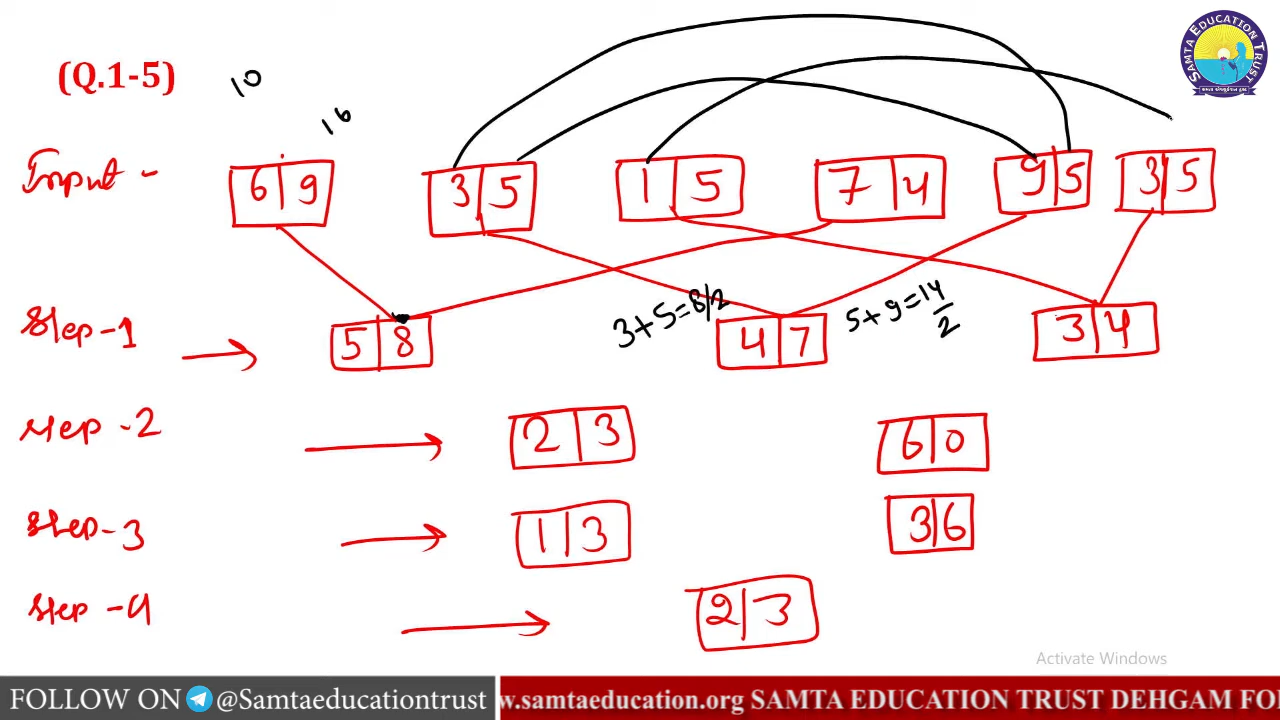 SAMTA EDUCATION TRUST
(Q.1-5)
10
16
Input - 6 9 3 5 1 5 7 4 9 5 3 5
3+5=8/2 5+9=14/2
Step-1 5 8 4 7 3 4
Step-2 2 3 6 0
Step-3 1 3 3 6
Step-4 2 3
Activate Windows
FOLLOW ON @Samtaeducationtrust w.samtaeducation.org SAMTA EDUCATION TRUST DEHGAM FO